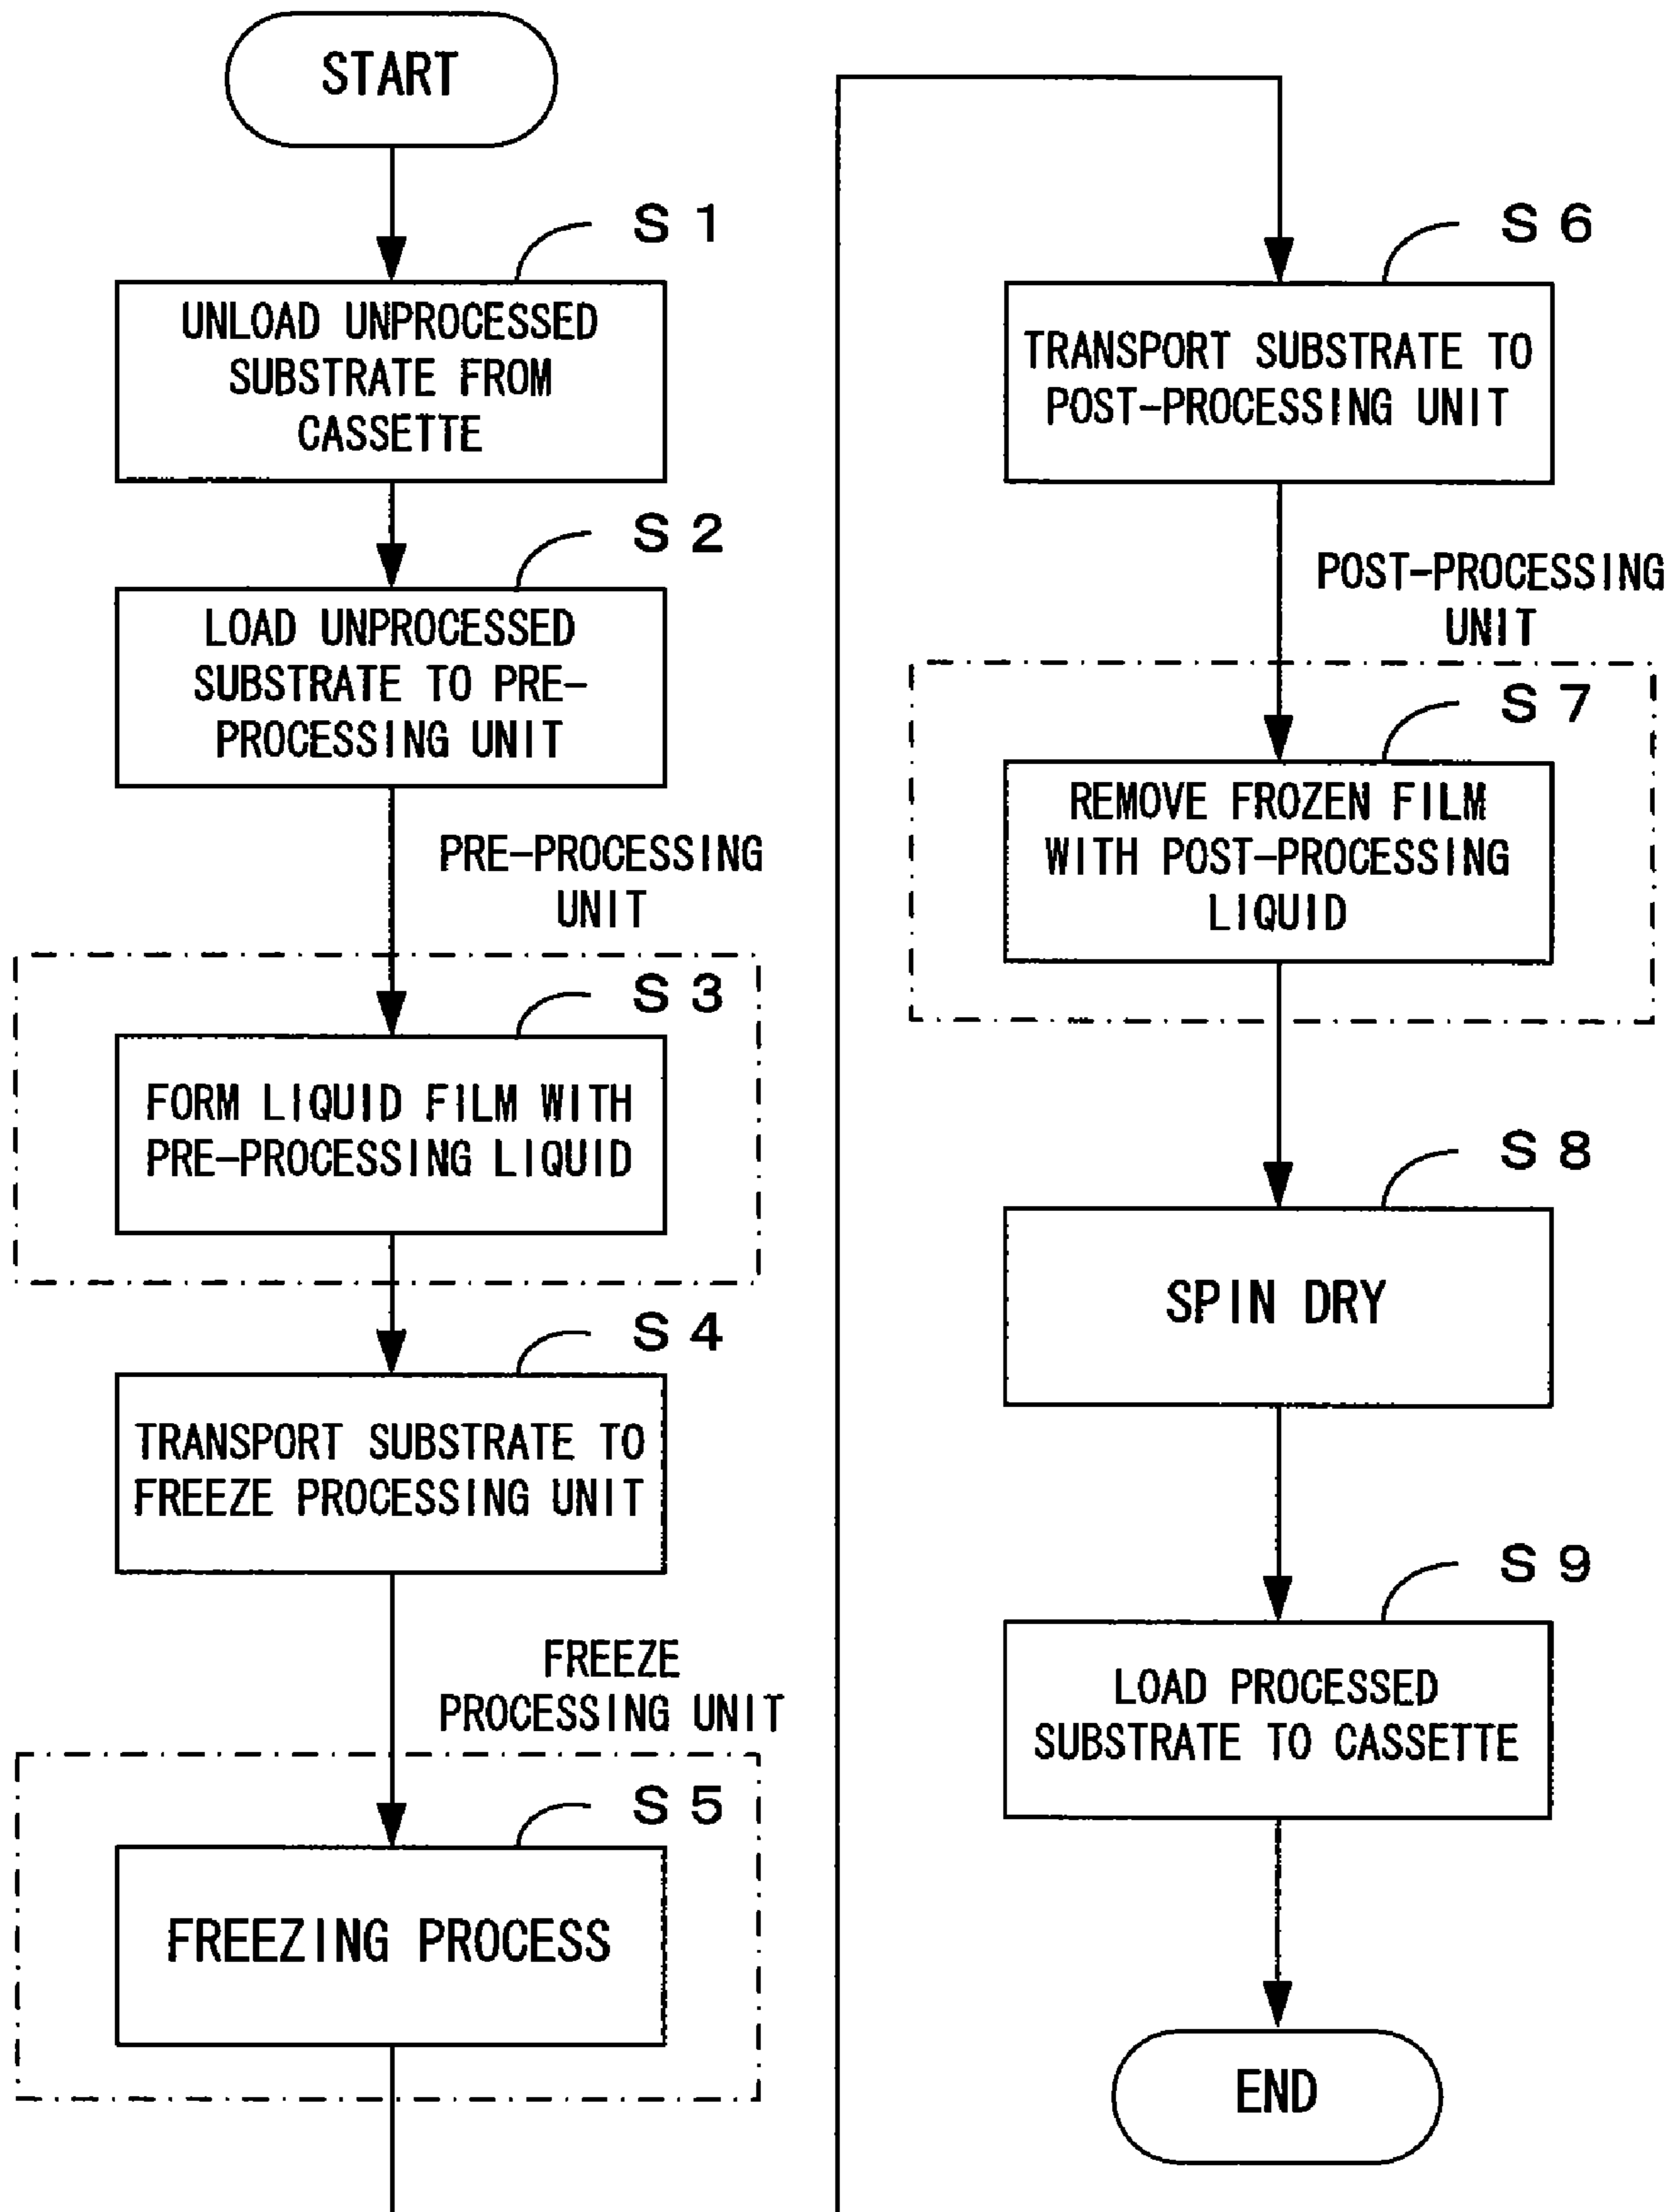 START
S 1
UNLOAD UNPROCESSED
SUBSTRATE FROM
CASSETTE
S 2
LOAD UNPROCESSED
SUBSTRATE TO PRE-
PROCESSING UNIT
PRE-PROCESSING
UNIT
S 3
FORM LIQUID FILM WITH
PRE-PROCESSING LIQUID
S 4
TRANSPORT SUBSTRATE TO
FREEZE PROCESSING UNIT
FREEZE
PROCESSING UNIT
S 5
FREEZING PROCESS
S 6
TRANSPORT SUBSTRATE TO
POST-PROCESSING UNIT
POST-PROCESSING
UNIT
S 7
REMOVE FROZEN FILM
WITH POST-PROCESSING
LIQUID
S 8
SPIN DRY
S 9
LOAD PROCESSED
SUBSTRATE TO CASSETTE
END